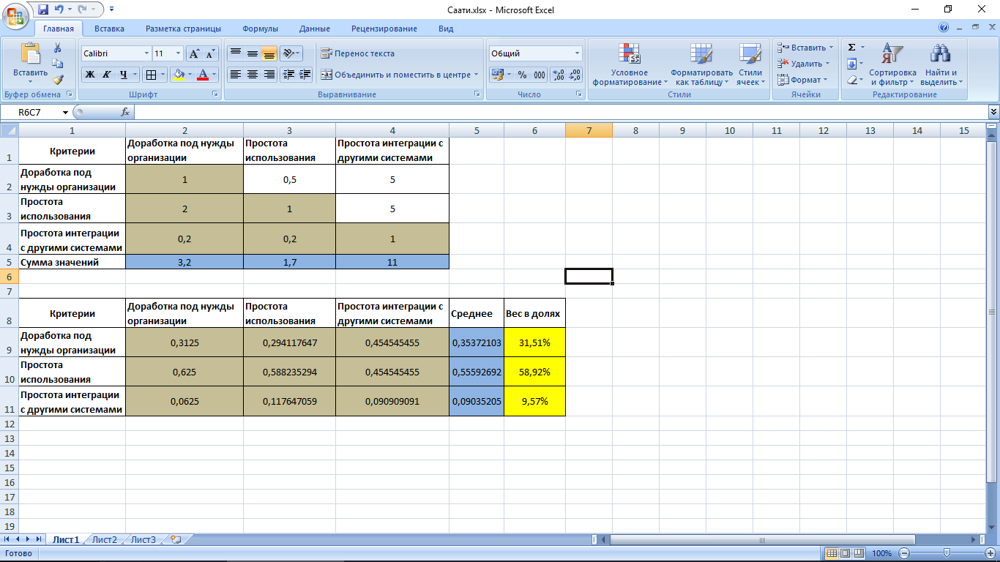 Саати.xlsx - Microsoft Excel
Главная Вставка Разметка страницы Формулы Данные Рецензирование Вид
Вставить
Буфер обмена
Calibri 11
Ж К Ч
Шрифт
Перенос текста
Объединить и поместить в центре
Выравнивание
Общий
% 000
Число
Условное форматирование
Форматировать как таблицу
Стили ячеек
Стили
Вставить
Удалить
Формат
Ячейки
Σ
Сортировка и фильтр
Найти и выделить
Редактирование
R6C7 fx
1 2 3 4 5 6 7 8 9 10 11 12 13 14 15
1 Критерии Доработка под нужды организации Простота использования Простота интеграции с другими системами
2 Доработка под нужды организации 1 0,5 5
3 Простота использования 2 1 5
4 Простота интеграции с другими системами 0,2 0,2 1
5 Сумма значений 3,2 1,7 11
6
7
8 Критерии Доработка под нужды организации Простота использования Простота интеграции с другими системами Среднее Вес в долях
9 Доработка под нужды организации 0,3125 0,294117647 0,454545455 0,35372103 31,51%
10 Простота использования 0,625 0,588235294 0,454545455 0,55592692 58,92%
11 Простота интеграции с другими системами 0,0625 0,117647059 0,090909091 0,09035205 9,57%
12
13
14
15
16
17
18
19
Лист1 Лист2 Лист3
Готово 100%